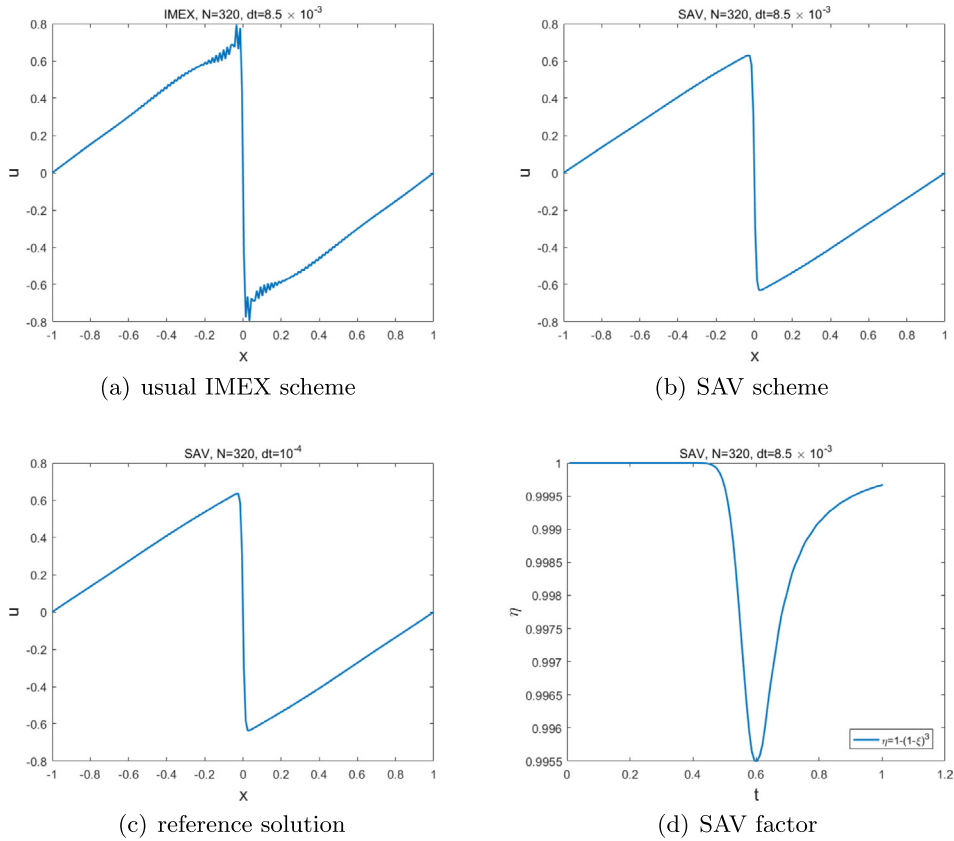 IMEX, N=320, dt=8.5 × 10⁻³
0.8
0.6
0.4
0.2
0
-0.2
-0.4
-0.6
-0.8
u
-1 -0.8 -0.6 -0.4 -0.2 0 0.2 0.4 0.6 0.8 1
x
(a) usual IMEX scheme
SAV, N=320, dt=8.5 × 10⁻³
0.8
0.6
0.4
0.2
0
-0.2
-0.4
-0.6
-0.8
u
-1 -0.8 -0.6 -0.4 -0.2 0 0.2 0.4 0.6 0.8 1
x
(b) SAV scheme
SAV, N=320, dt=10⁻⁴
0.8
0.6
0.4
0.2
0
-0.2
-0.4
-0.6
-0.8
u
-1 -0.8 -0.6 -0.4 -0.2 0 0.2 0.4 0.6 0.8 1
x
(c) reference solution
SAV, N=320, dt=8.5 × 10⁻³
1
0.9995
0.999
0.9985
0.998
0.9975
0.997
0.9965
0.996
0.9955
η
η=1-(1-ξ)³
0 0.2 0.4 0.6 0.8 1 1.2
t
(d) SAV factor